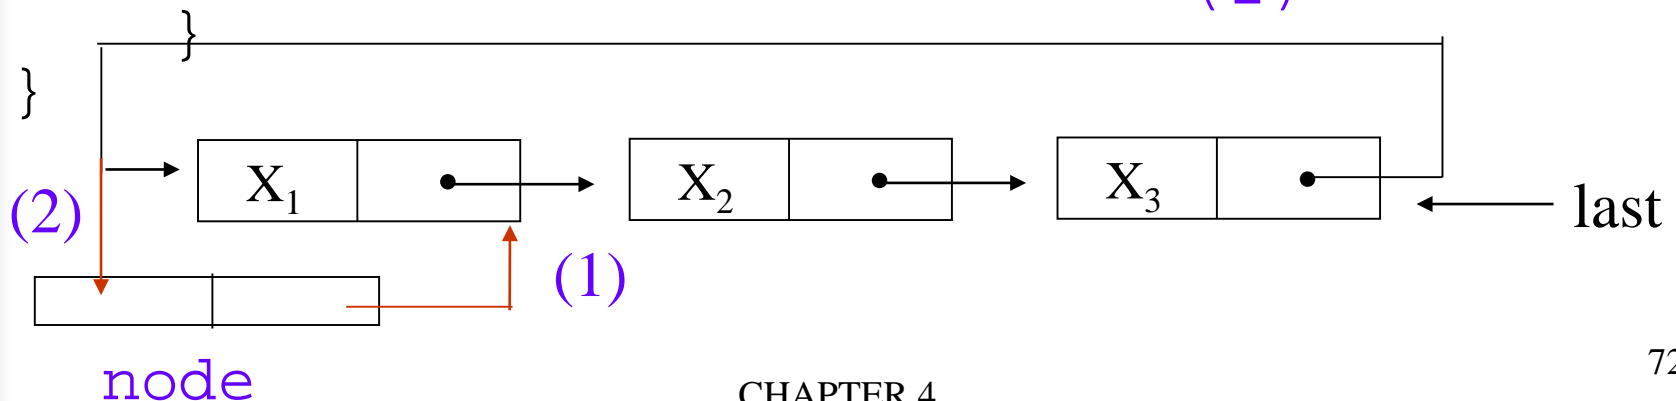 }
}
X₁ X₂ X₃
(2) last
(1)
node
CHAPTER 4
72